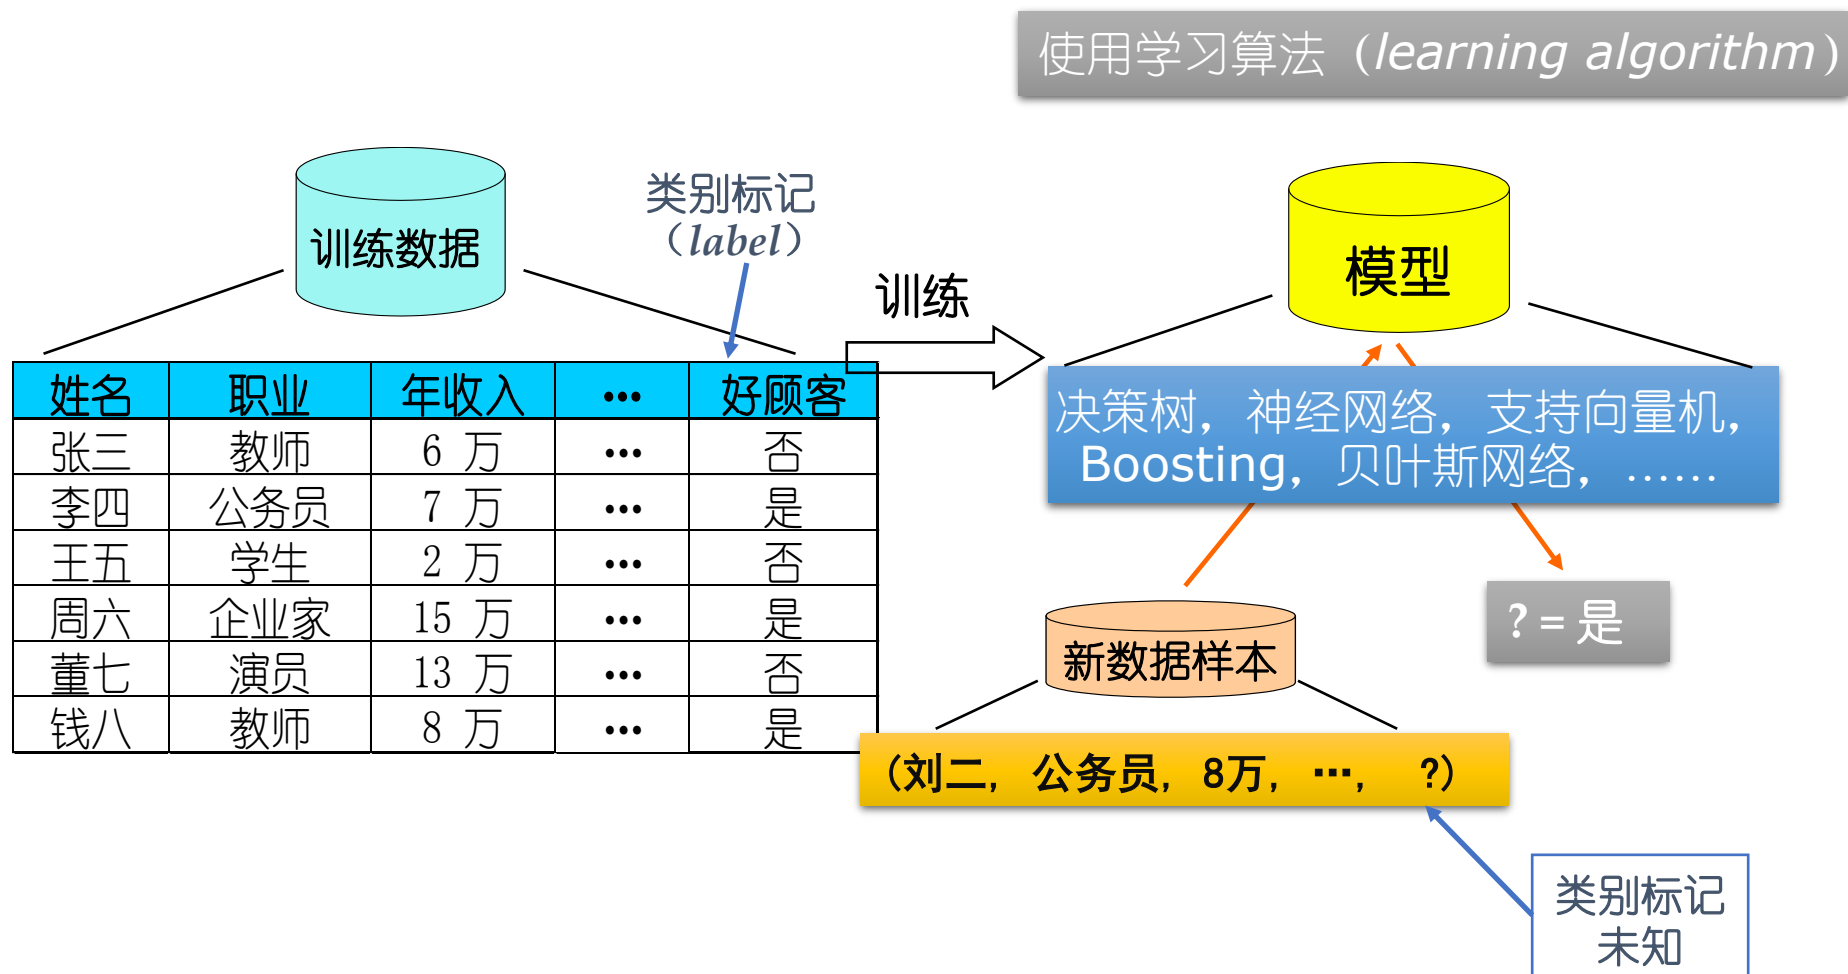 使用学习算法（learning algorithm）
训练数据
类别标记
（label）
训练
模型
姓名 职业 年收入 ••• 好顾客
张三 教师 6 万 ••• 否
李四 公务员 7 万 ••• 是
王五 学生 2 万 ••• 否
周六 企业家 15 万 ••• 是
董七 演员 13 万 ••• 否
钱八 教师 8 万 ••• 是
决策树，神经网络，支持向量机，
Boosting，贝叶斯网络，……
? = 是
新数据样本
(刘二, 公务员, 8万, …, ?)
类别标记
未知